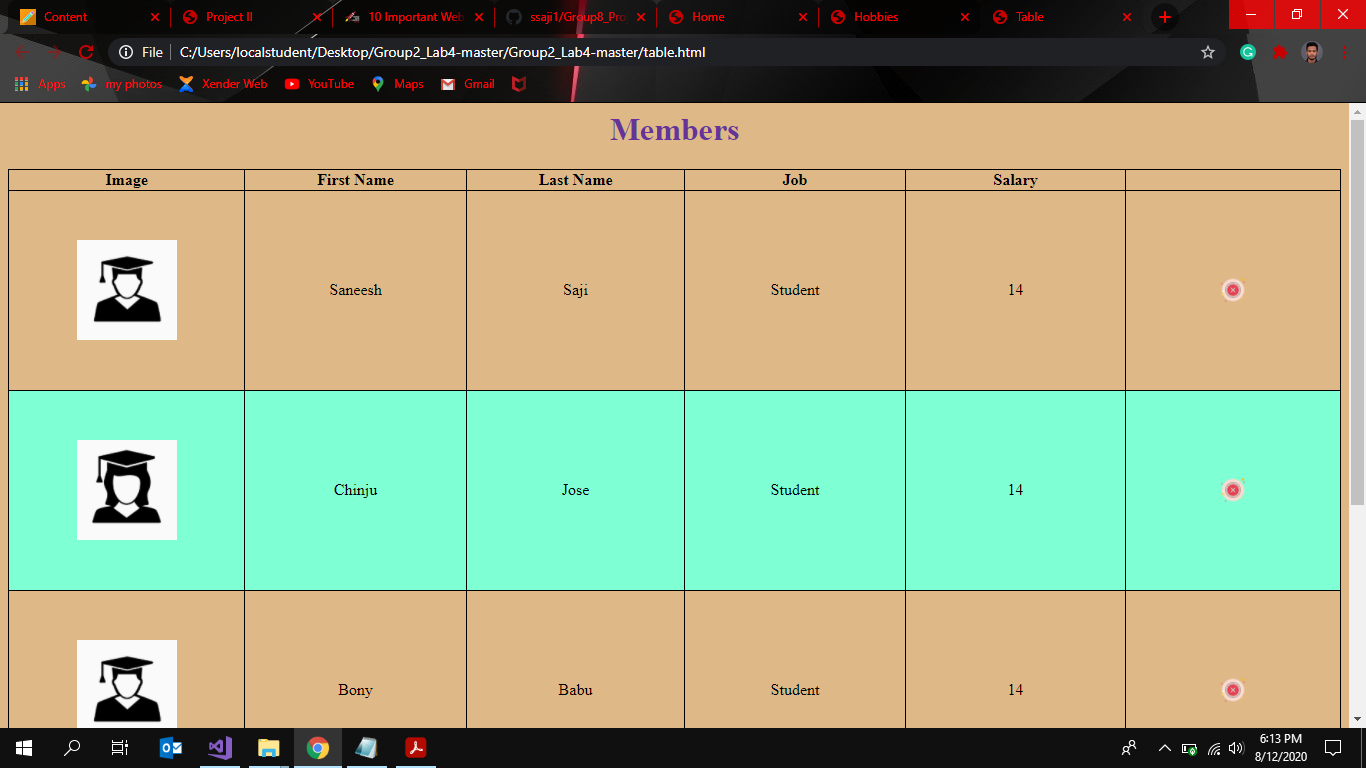 Content Project II 10 Important Web ssaji1/Group8_Pro Home Hobbies Table
File C:/Users/localstudent/Desktop/Group2_Lab4-master/Group2_Lab4-master/table.html
Apps my photos Xender Web YouTube Maps Gmail
Members
Image First Name Last Name Job Salary
Saneesh Saji Student 14
Chinju Jose Student 14
Bony Babu Student 14
6:13 PM
8/12/2020